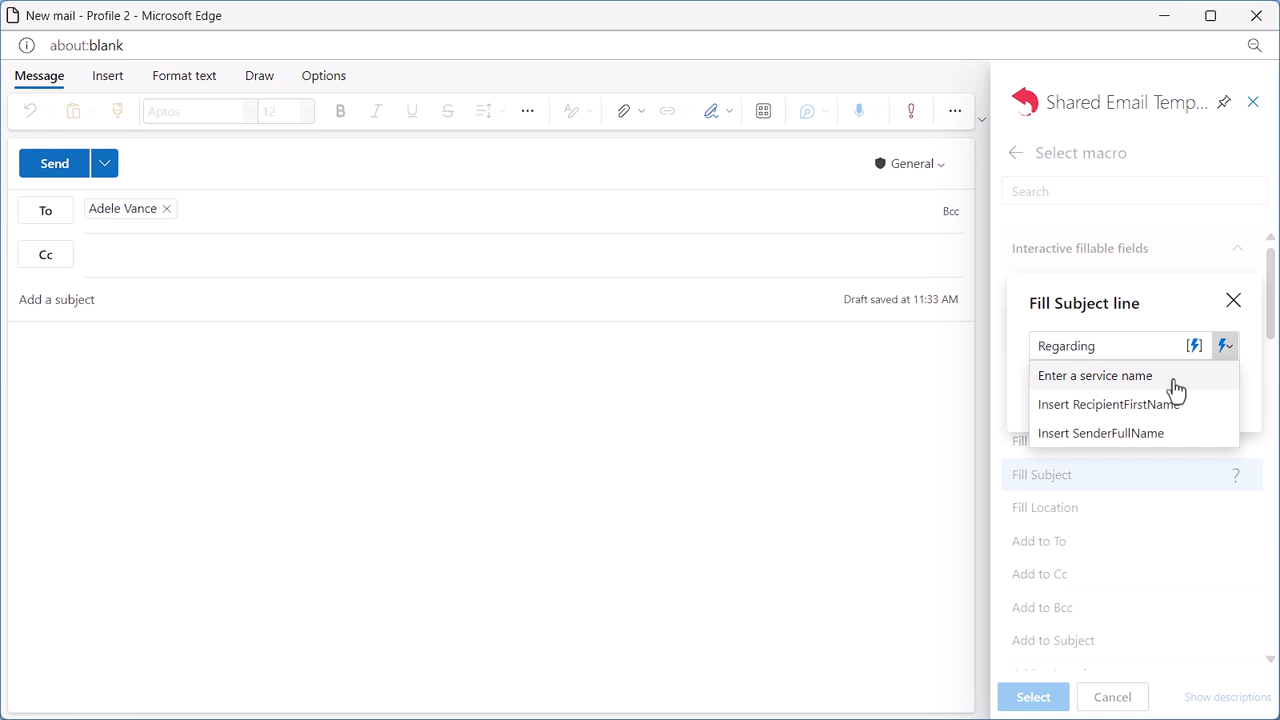 New mail - Profile 2 - Microsoft Edge
about:blank
Message Insert Format text Draw Options
Aptos 12
Send
General
To
Adele Vance
Bcc
Cc
Add a subject
Draft saved at 11:33 AM
Shared Email Temp...
Select macro
Search
Interactive fillable fields
Fill Subject line
Regarding
Enter a service name
Insert RecipientFirstName
Insert SenderFullName
Fill
Fill Subject ?
Fill Location
Add to To
Add to Cc
Add to Bcc
Add to Subject
Select Cancel Show descriptions